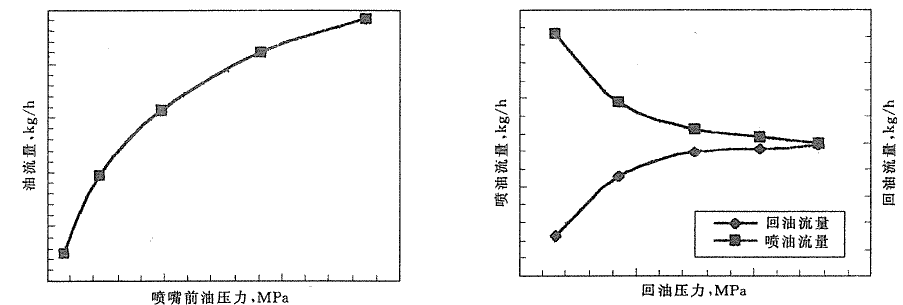 油流量,kg/h
喷嘴前油压力,MPa
喷油流量,kg/h
回油流量
喷油流量
回油流量,kg/h
回油压力,MPa